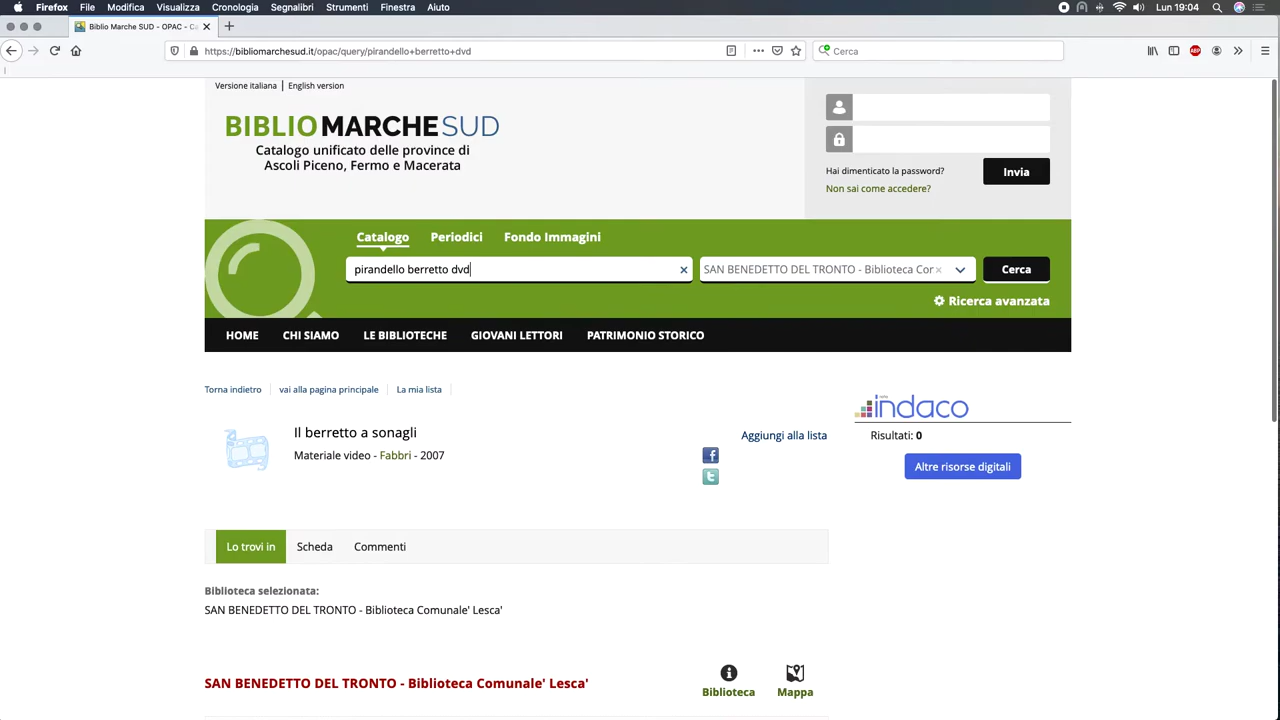 Firefox File Modifica Visualizza Cronologia Segnalibri Strumenti Finestra Aiuto Lun 19:04
Biblio Marche SUD - OPAC - Ca
https://bibliomarchesud.it/opac/query/pirandello+berretto+dvd Cerca ABP
Versione italiana | English version
BIBLIOMARCHESUD
Catalogo unificato delle province di
Ascoli Piceno, Fermo e Macerata
Hai dimenticato la password? Invia
Non sai come accedere?
Catalogo Periodici Fondo Immagini
pirandello berretto dvd SAN BENEDETTO DEL TRONTO - Biblioteca Cor Cerca
Ricerca avanzata
HOME CHI SIAMO LE BIBLIOTECHE GIOVANI LETTORI PATRIMONIO STORICO
Torna indietro vai alla pagina principale La mia lista
indaco
Il berretto a sonagli Aggiungi alla lista Risultati: 0
Materiale video - Fabbri - 2007
Altre risorse digitali
Lo trovi in Scheda Commenti
Biblioteca selezionata:
SAN BENEDETTO DEL TRONTO - Biblioteca Comunale' Lesca'
SAN BENEDETTO DEL TRONTO - Biblioteca Comunale' Lesca'
Biblioteca Mappa